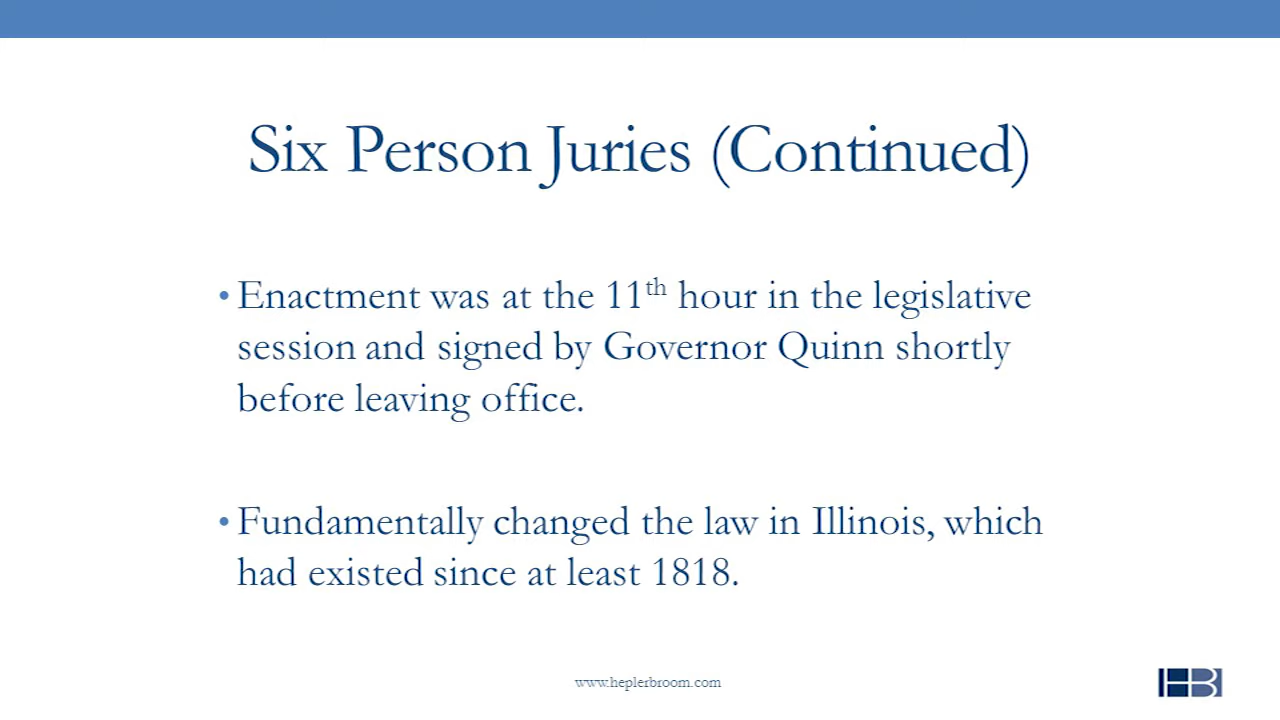 Six Person Juries (Continued)
• Enactment was at the 11th hour in the legislative
session and signed by Governor Quinn shortly
before leaving office.
• Fundamentally changed the law in Illinois, which
had existed since at least 1818.
www.heplerbroom.com
HB